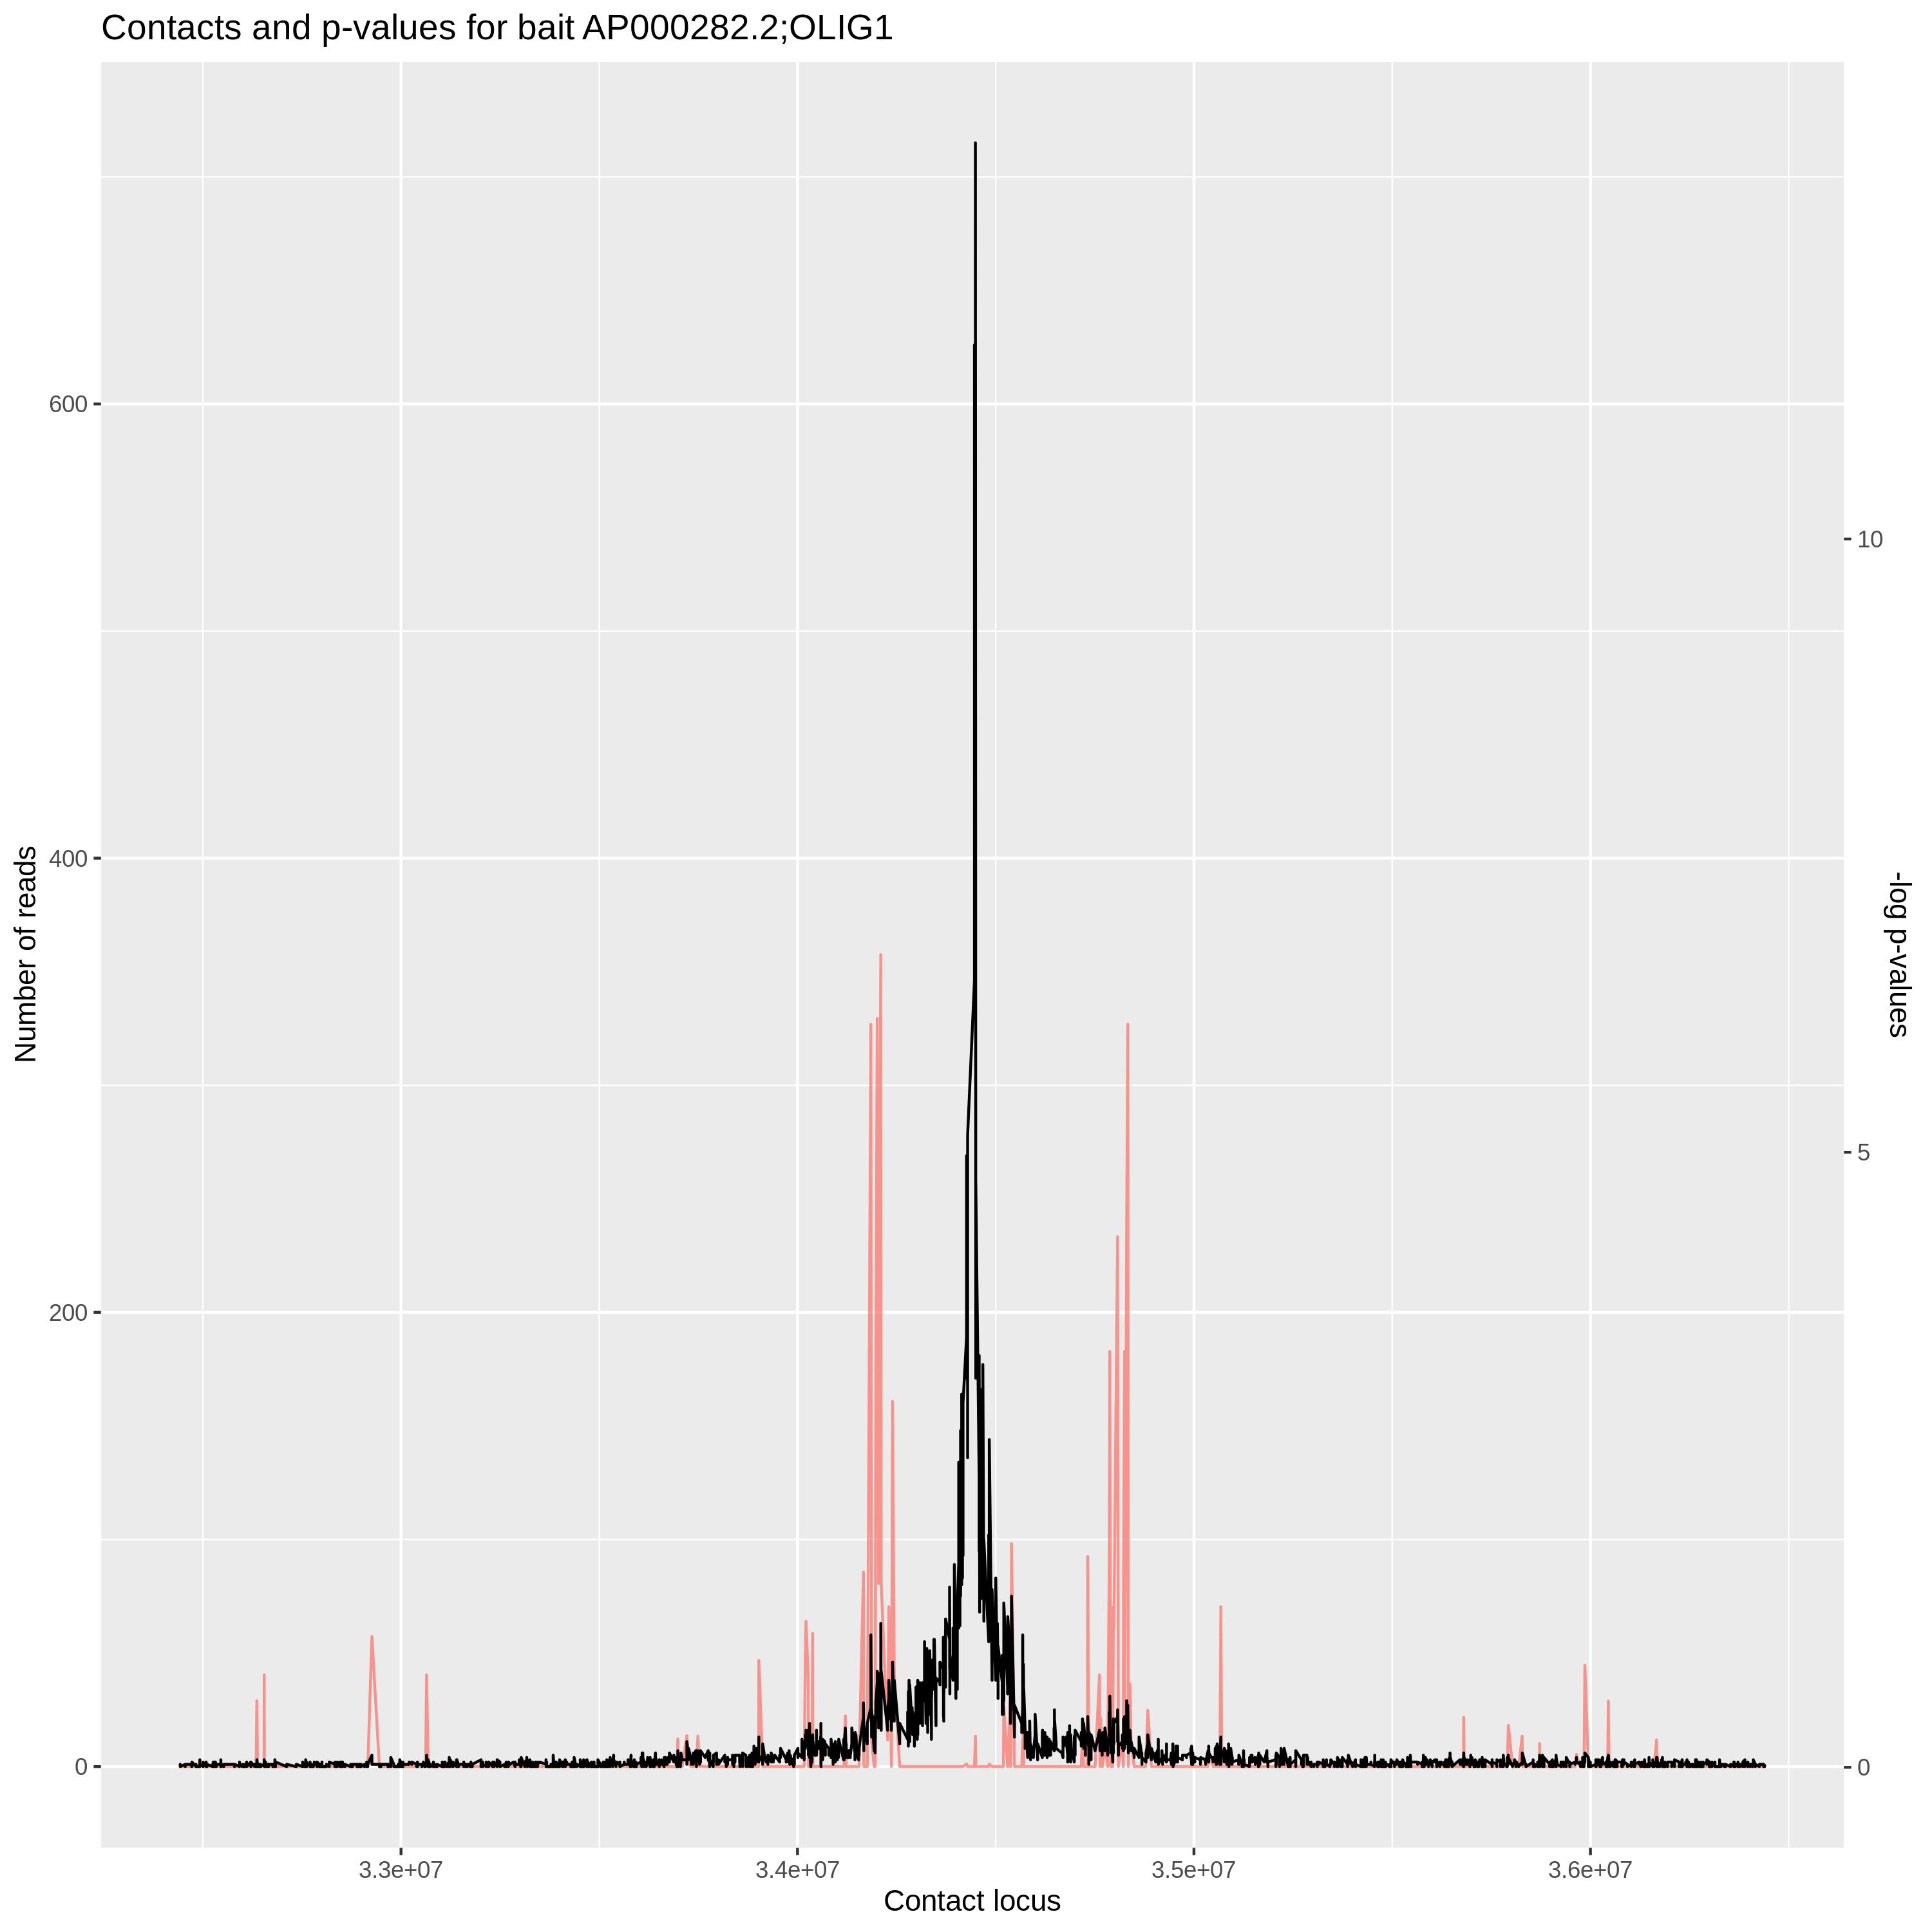 Contacts and p-values for bait AP000282.2;OLIG1
Number of reads
600
400
200
0
10
5
0
-log p-values
3.3e+07
3.4e+07
3.5e+07
3.6e+07
Contact locus